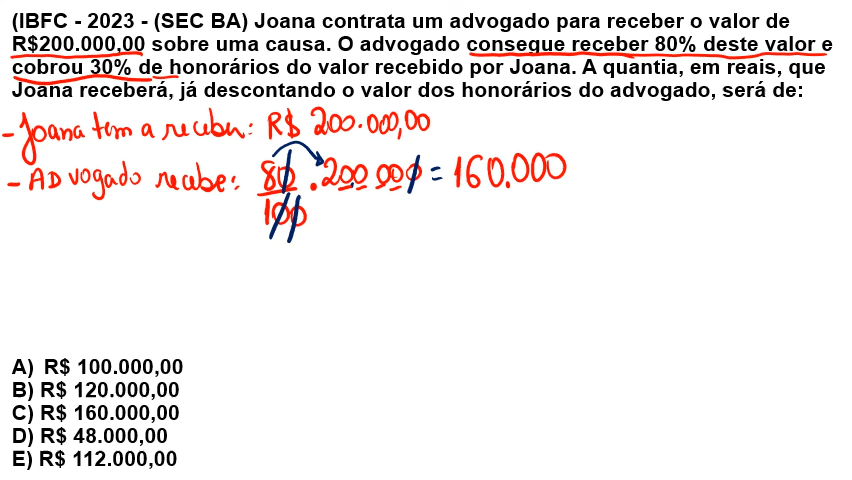 (IBFC - 2023 - (SEC BA) Joana contrata um advogado para receber o valor de
R$200.000,00 sobre uma causa. O advogado consegue receber 80% deste valor e
cobrou 30% de honorários do valor recebido por Joana. A quantia, em reais, que
Joana receberá, já descontando o valor dos honorários do advogado, será de:
- Joana tem a receber: R$ 200.000,00
- ADvogado recebe: 80/100 . 200 000 = 160.000
A) R$ 100.000,00
B) R$ 120.000,00
C) R$ 160.000,00
D) R$ 48.000,00
E) R$ 112.000,00